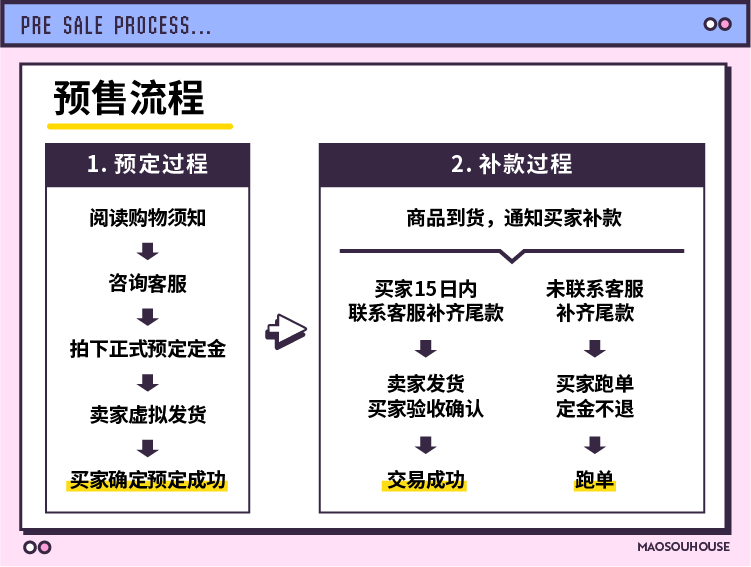 PRE SALE PROCESS...
预售流程
1. 预定过程
阅读购物须知
咨询客服
拍下正式预定定金
卖家虚拟发货
买家确定预定成功
2. 补款过程
商品到货，通知买家补款
买家15日内
联系客服补齐尾款
卖家发货
买家验收确认
交易成功
未联系客服
补齐尾款
买家跑单
定金不退
跑单
MAOSOUHOUSE